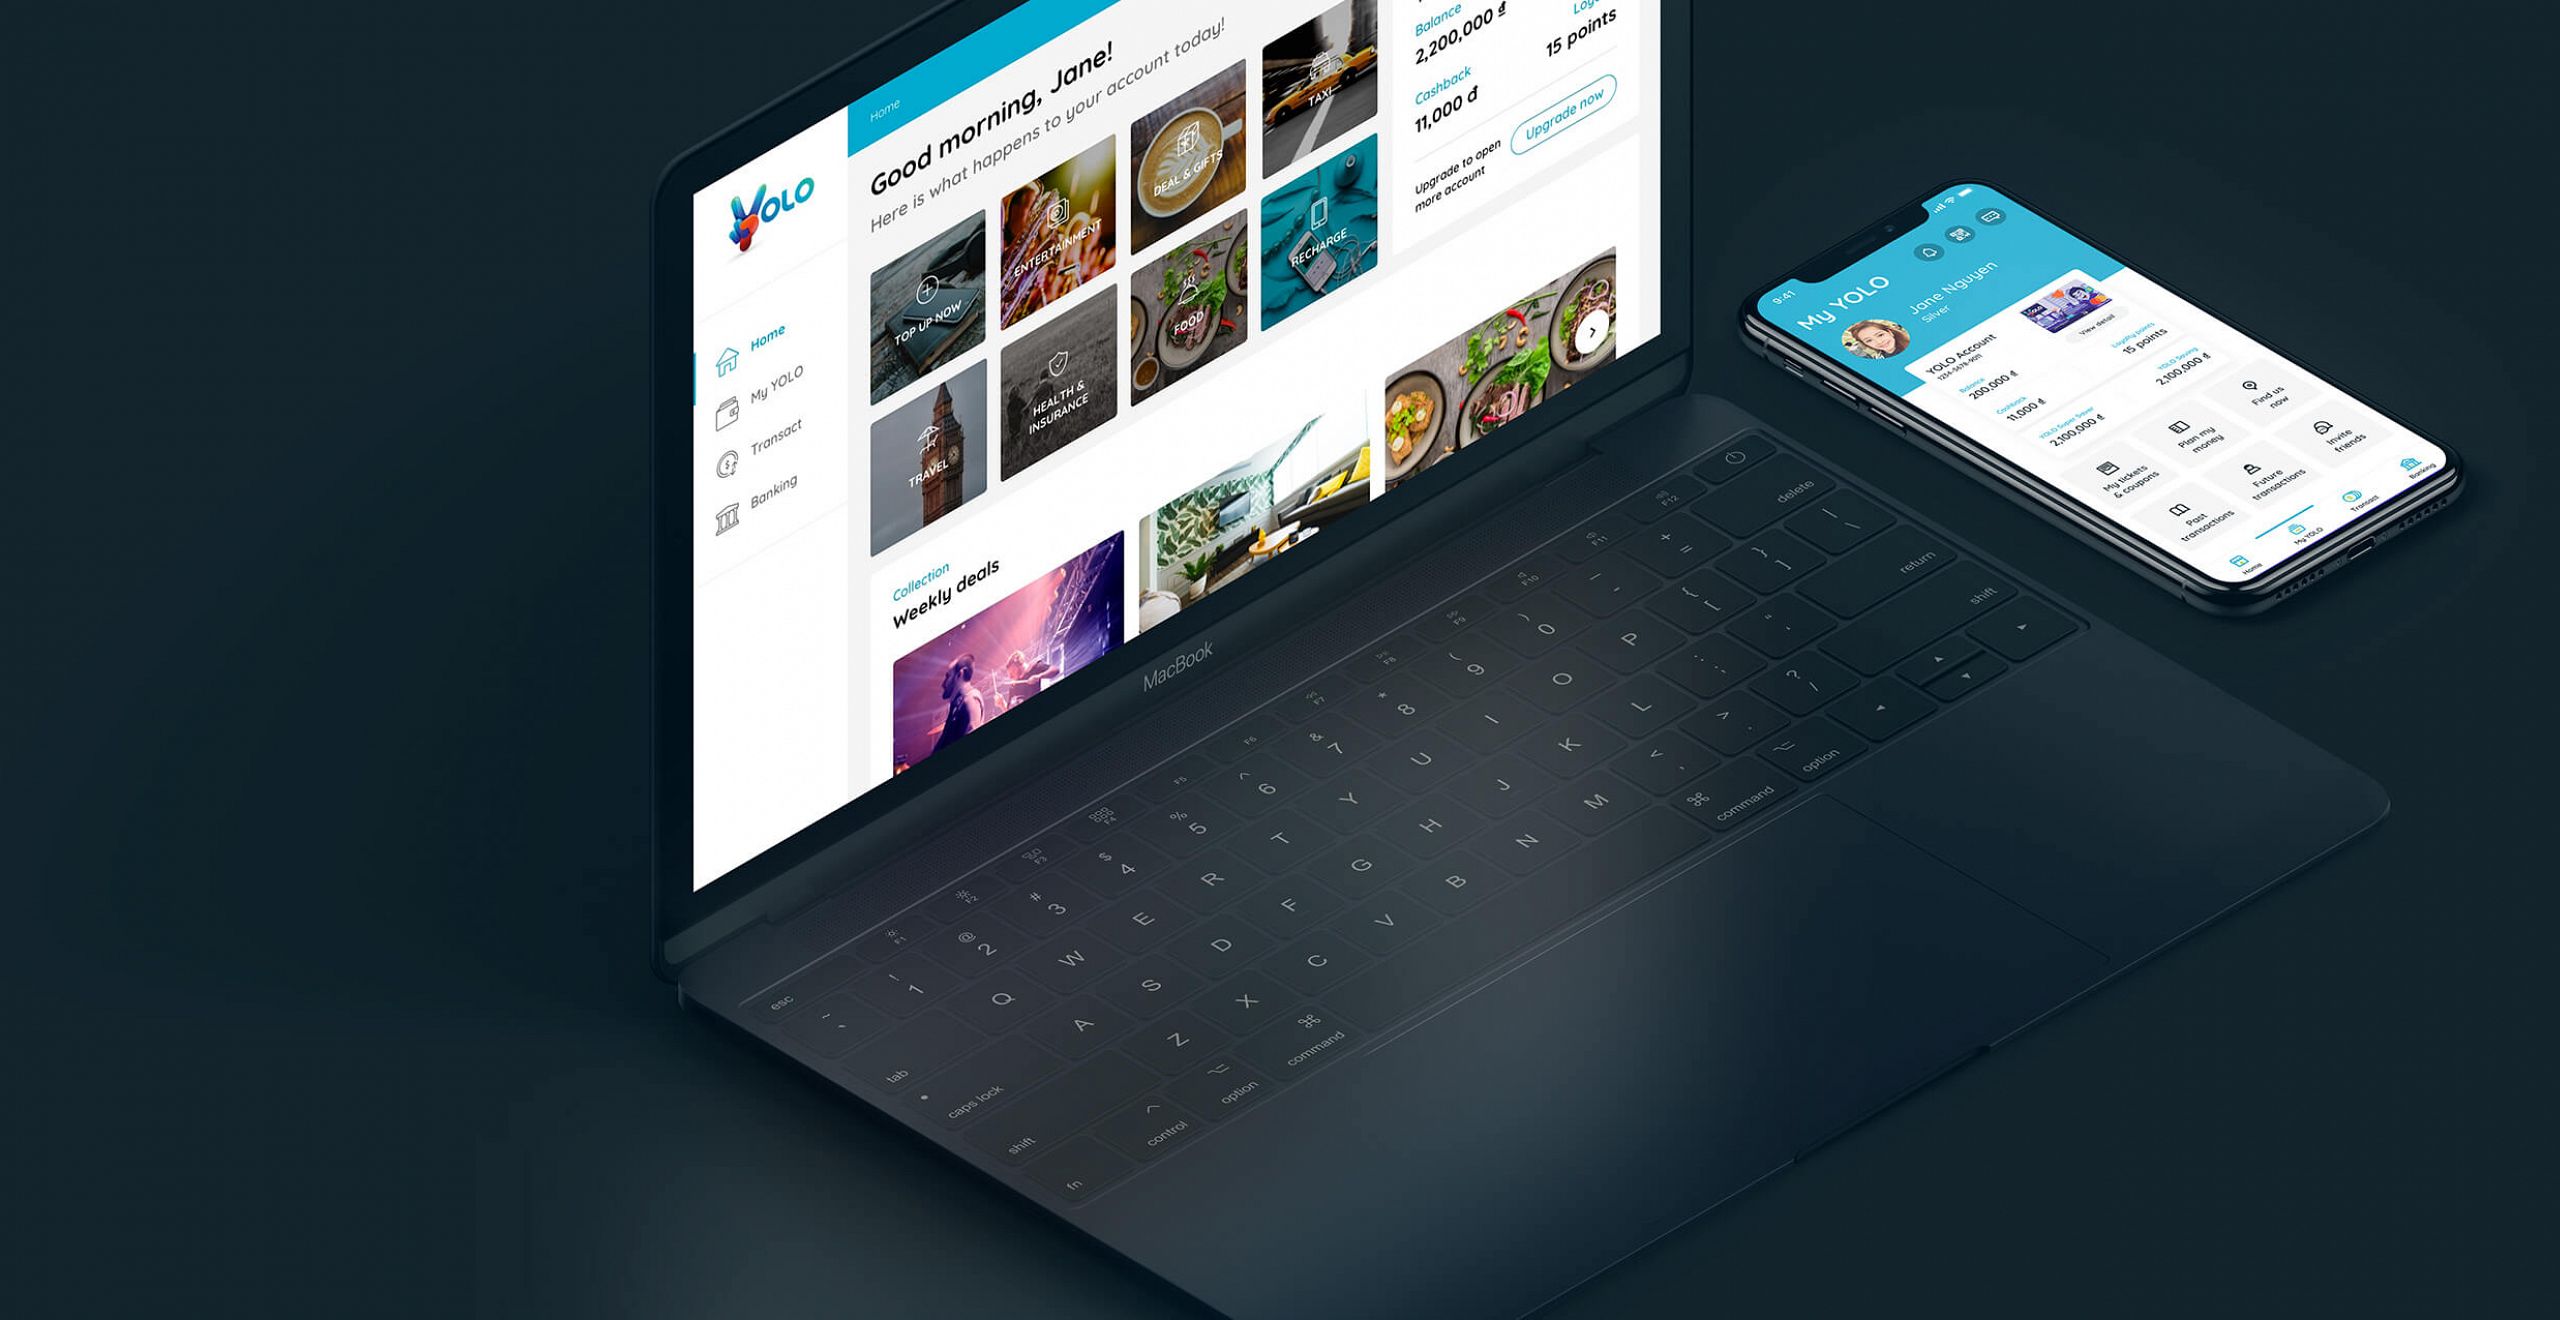 YOLO
Home
My YOLO
Transact
Banking
Home
Good morning, Jane!
Here is what happens to your account today!
TOP UP NOW
ENTERTAINMENT
DEAL & GIFTS
TAXI
TRAVEL
HEALTH &
INSURANCE
FOOD
RECHARGE
Balance
2,200,000 ₫
15 points
Cashback
11,000 đ
Upgrade to open
more account
Upgrade now
Collection
Weekly deals
MacBook
esc
F1
F2
F3
F4
F5
F6
F7
F8
F9
F10
F11
F12
~ `
! 1
@ 2
# 3
$ 4
% 5
^ 6
& 7
* 8
( 9
) 0
- 
+ =
delete
tab
Q
W
E
R
T
Y
U
I
O
P
{ [
} ]
| \
caps lock
A
S
D
F
G
H
J
K
L
: ;
" '
return
shift
Z
X
C
V
B
N
M
< ,
> .
? /
shift
fn
control
option
command
command
option
9:41
My YOLO
Jane Nguyen
Silver
YOLO Account
1234-5678-9011
View detail
Balance
200,000 ₫
Loyalty points
15 points
Cashback
11,000 ₫
YOLO Saving
2,100,000 ₫
YOLO Super Saver
2,100,000 ₫
My tickets
& coupons
Plan my
money
Find us
now
Past
transactions
Future
transactions
Invite
friends
Home
My YOLO
Transact
Banking